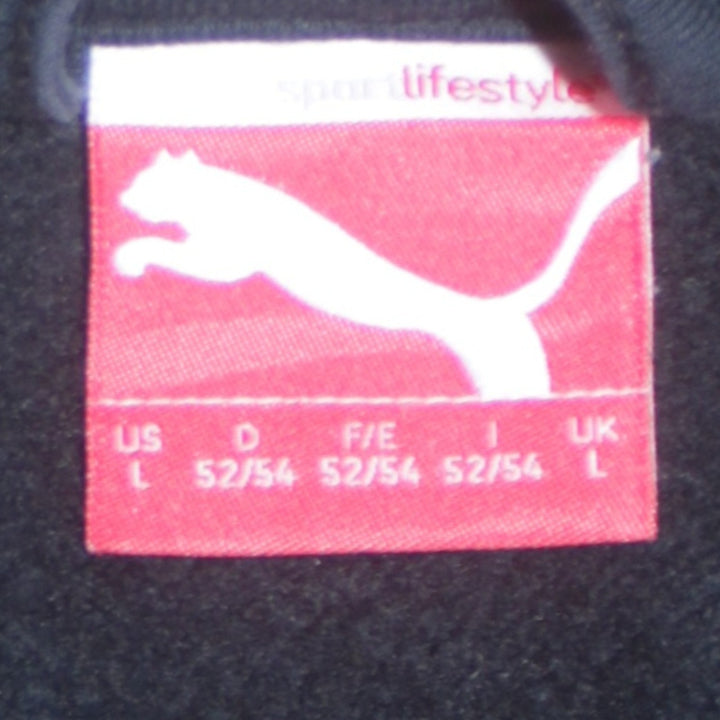 sportlifestyle
US D F/E I UK
L 52/54 52/54 52/54 L